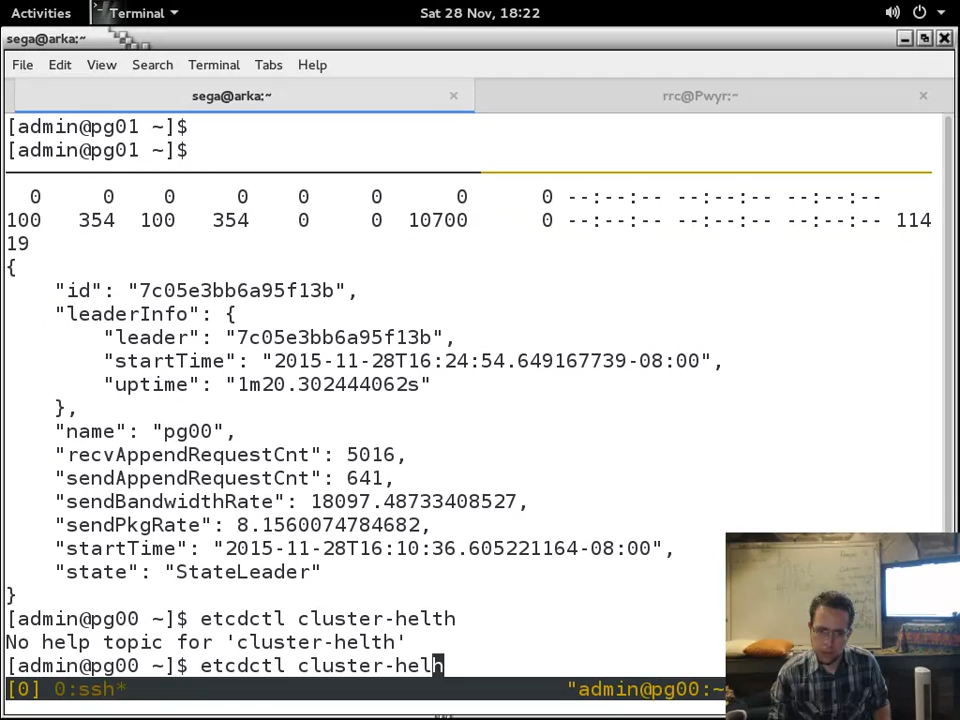 Activities
Terminal
Sat 28 Nov, 18:22
sega@arka:~
File Edit View Search Terminal Tabs Help
sega@arka:~
rrc@Pwyr:~
[admin@pg01 ~]$
[admin@pg01 ~]$
0 0 0 0 0 0 0 0 --:--:-- --:--:-- --:--:--
100 354 100 354 0 0 10700 0 --:--:-- --:--:-- --:--:-- 114
19
{
"id": "7c05e3bb6a95f13b",
"leaderInfo": {
"leader": "7c05e3bb6a95f13b",
"startTime": "2015-11-28T16:24:54.649167739-08:00",
"uptime": "1m20.302444062s"
},
"name": "pg00",
"recvAppendRequestCnt": 5016,
"sendAppendRequestCnt": 641,
"sendBandwidthRate": 18097.48733408527,
"sendPkgRate": 8.1560074784682,
"startTime": "2015-11-28T16:10:36.605221164-08:00",
"state": "StateLeader"
}
[admin@pg00 ~]$ etcdctl cluster-helth
No help topic for 'cluster-helth'
[admin@pg00 ~]$ etcdctl cluster-helh
[0] 0:ssh* "admin@pg00:~